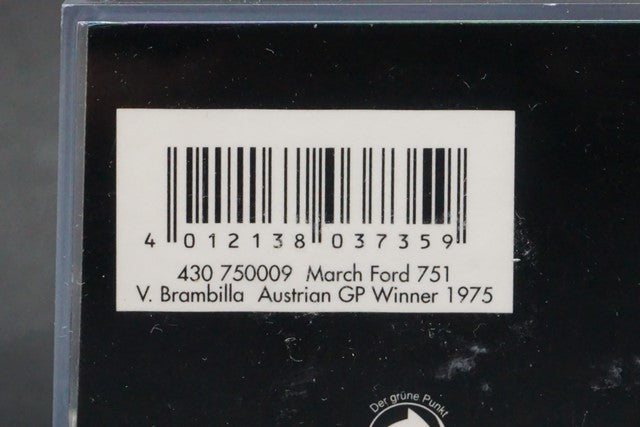 4 012138 037359
430 750009 March Ford 751
V. Brambilla Austrian GP Winner 1975
Der grüne Punkt